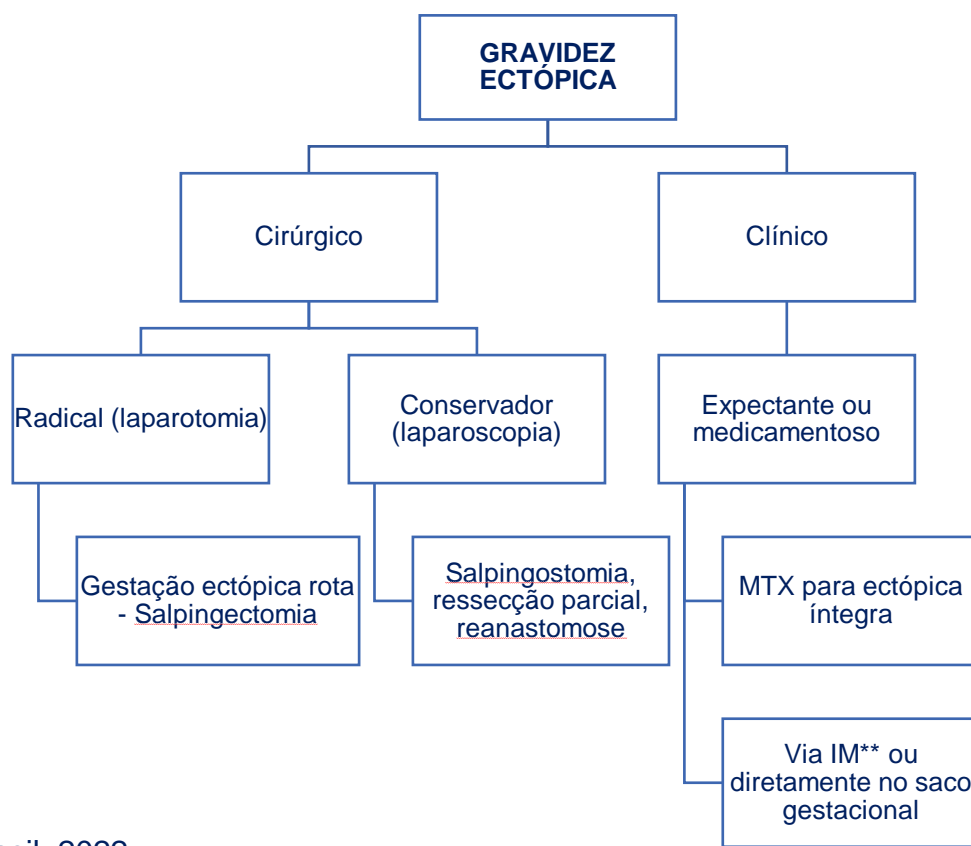 GRAVIDEZ
ECTÓPICA
Cirúrgico
Clínico
Radical (laparotomia)
Conservador
(laparoscopia)
Expectante ou
medicamentoso
Gestação ectópica rota
- Salpingectomia
Salpingostomia,
ressecção parcial,
reanastomose
MTX para ectópica
íntegra
Via IM** ou
diretamente no saco
gestacional